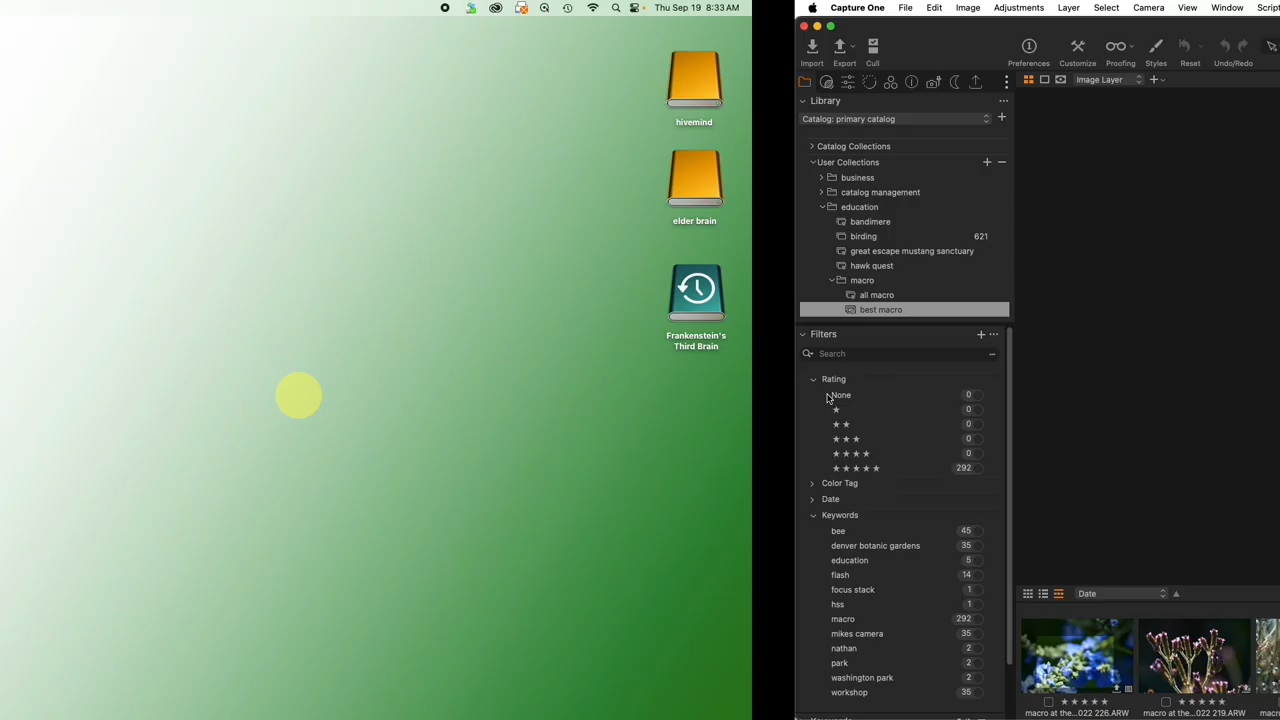 Thu Sep 19 8:33 AM
hivemind
elder brain
Frankenstein's
Third Brain
Capture One File Edit Image Adjustments Layer Select Camera View Window Script
Import Export Cull Preferences Customize Proofing Styles Reset Undo/Redo
Image Layer
Library
Catalog: primary catalog
Catalog Collections
User Collections
business
catalog management
education
bandimere
birding 621
great escape mustang sanctuary
hawk quest
macro
all macro
best macro
Filters
Search
Rating
None 0
★ 0
★ ★ 0
★ ★ ★ 0
★ ★ ★ ★ 0
★ ★ ★ ★ ★ 292
Color Tag
Date
Keywords
bee 45
denver botanic gardens 35
education 5
flash 14
focus stack 1
hss 1
macro 292
mikes camera 35
nathan 2
park 2
washington park 2
workshop 35
Date
★ ★ ★ ★ ★ ★ ★ ★ ★ ★
macro at the...022 226.ARW macro at the...022 219.ARW macro